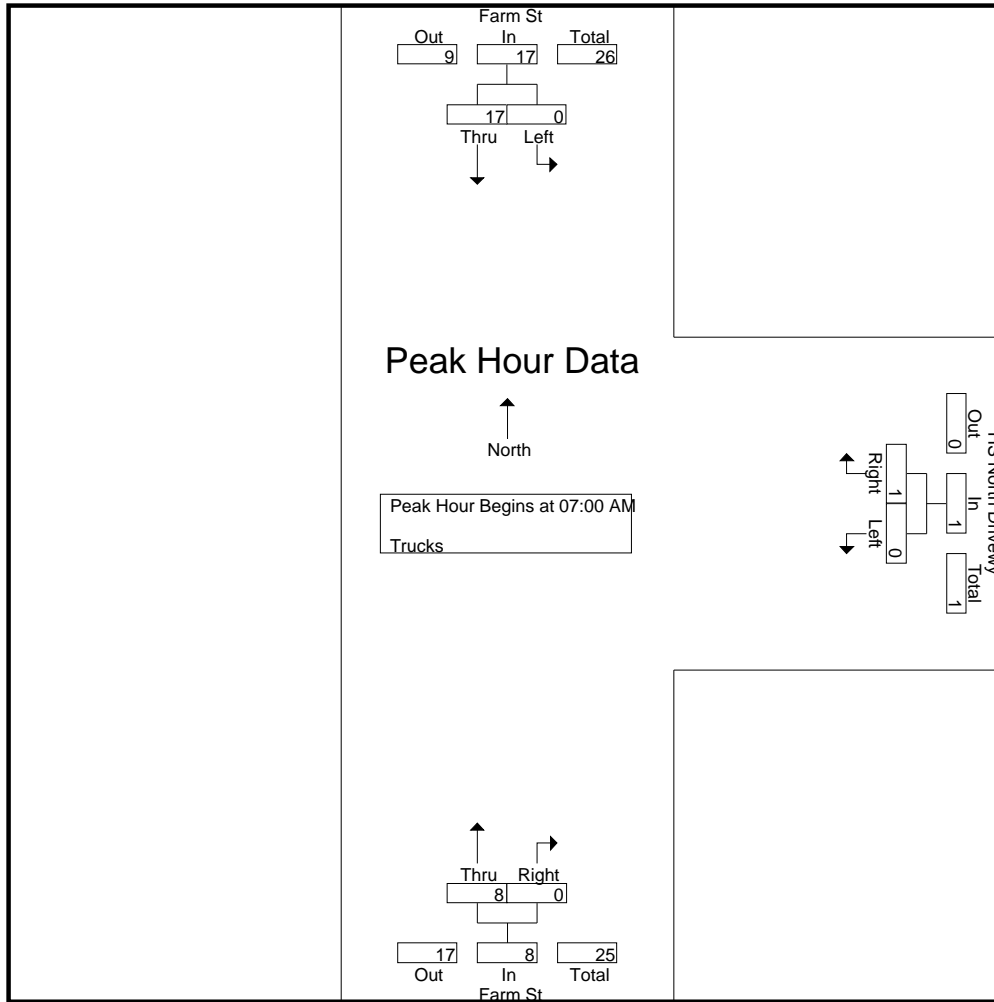 Farm St
Out In Total
9 17 26
17 0
Thru Left
Peak Hour Data
North
Peak Hour Begins at 07:00 AM
Trucks
Right Left
1 0
Out In Total
0 1 1
North Drivewy
Thru Right
8 0
17 8 25
Out In Total
Farm St